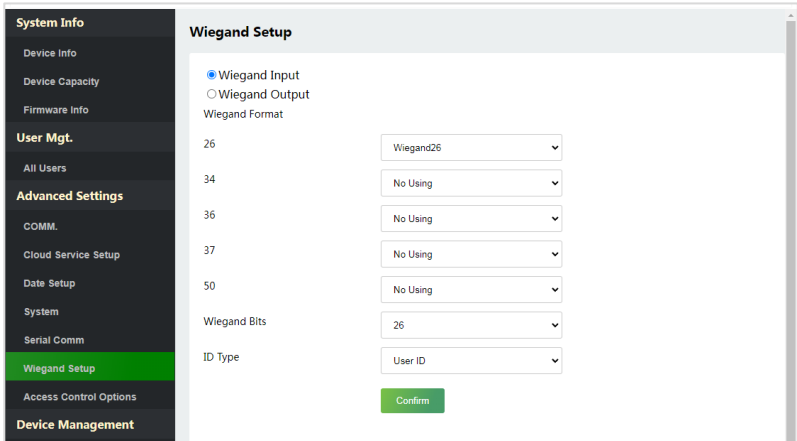 System Info
Device Info
Device Capacity
Firmware Info
User Mgt.
All Users
Advanced Settings
COMM.
Cloud Service Setup
Date Setup
System
Serial Comm
Wiegand Setup
Access Control Options
Device Management
Wiegand Setup
Wiegand Input
Wiegand Output
Wiegand Format
26 Wiegand26
34 No Using
36 No Using
37 No Using
50 No Using
Wiegand Bits 26
ID Type User ID
Confirm